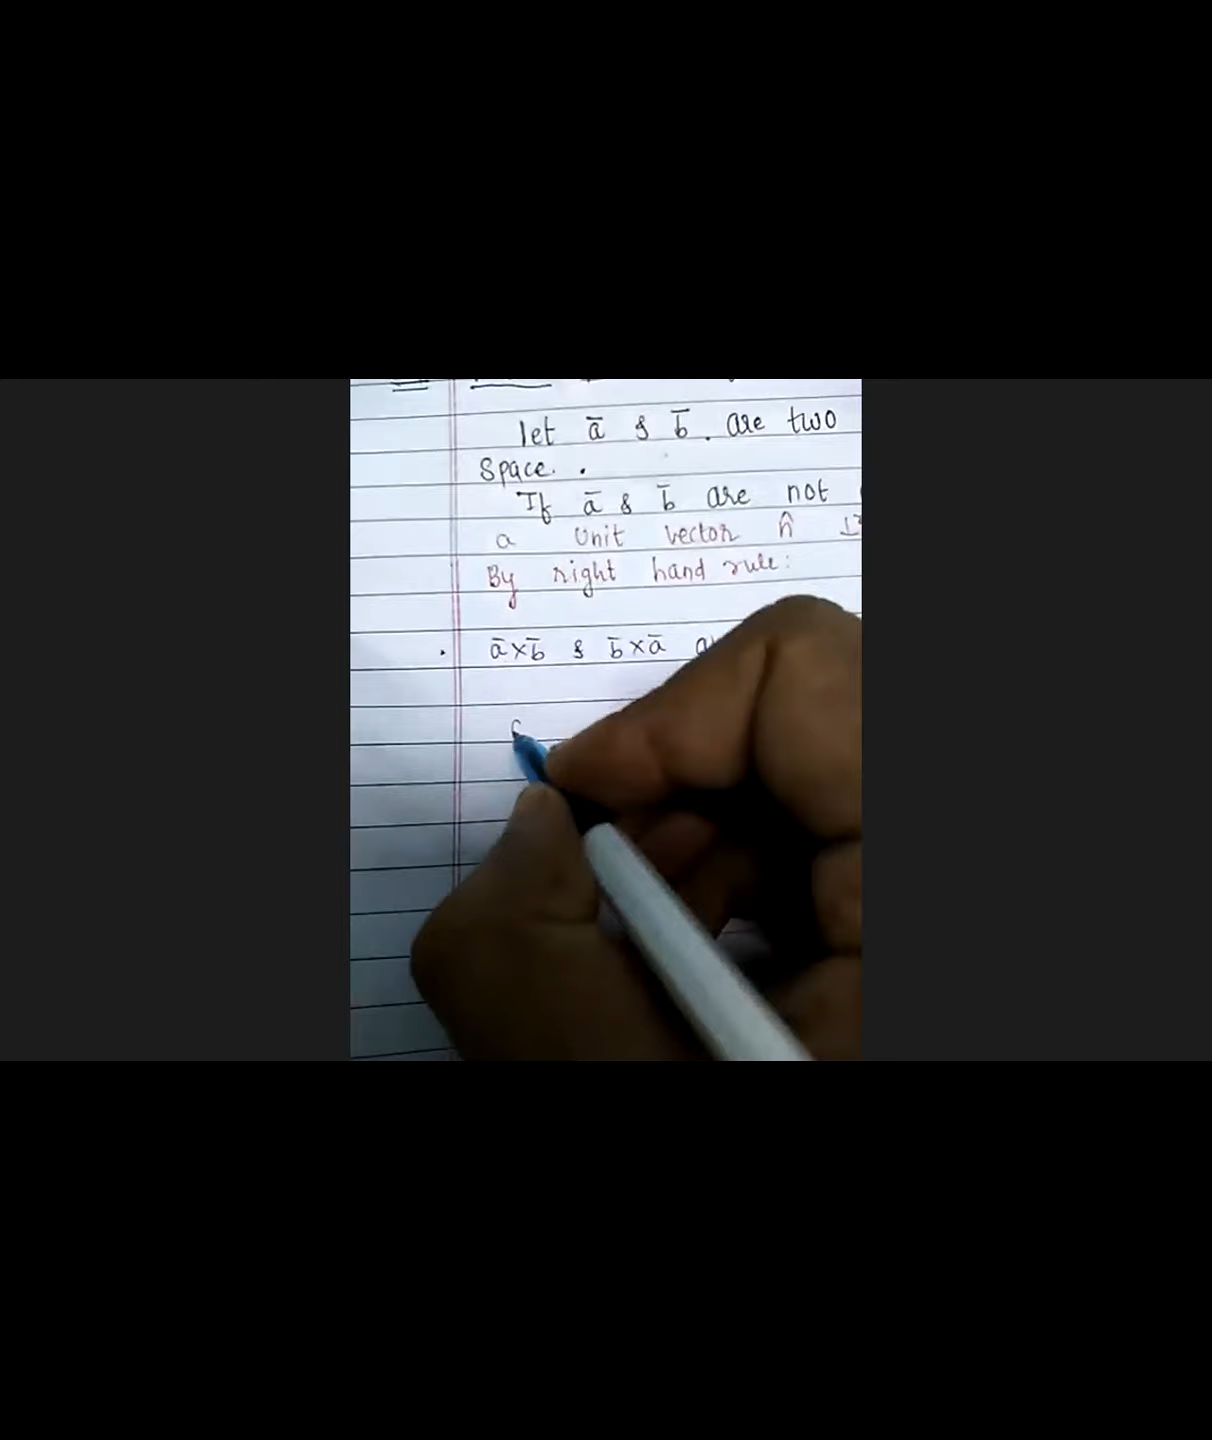 let a̅ & b̅ . are two
space. .
If a̅ & b̅ are not
a Unit vector n̂ ⊥
By right hand rule:
. a̅×b̅ & b̅×a̅